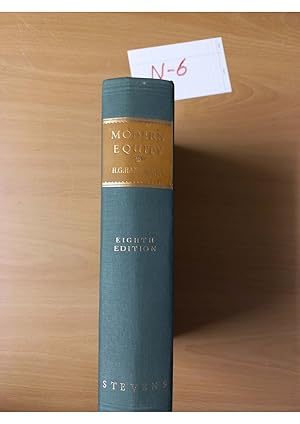 N-6
MODERN
EQUITY
EIGHTH
EDITION
STEVENS